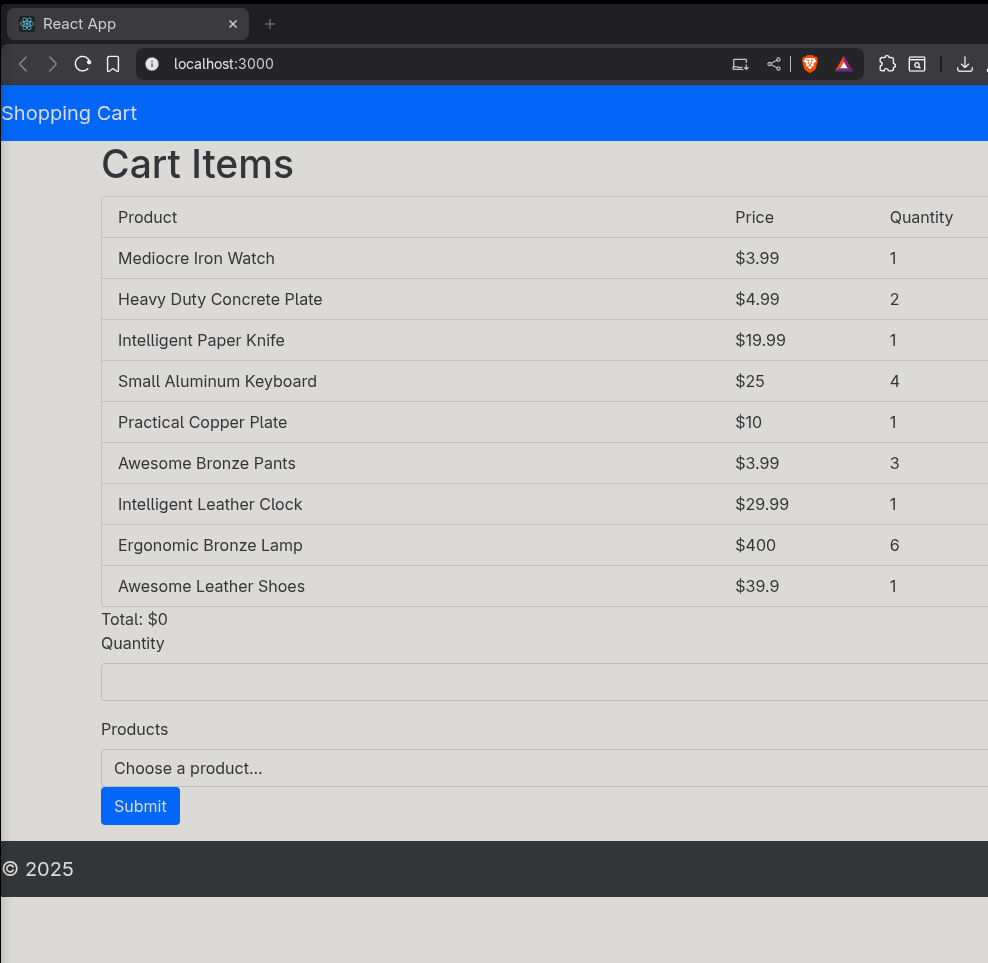 React App
localhost:3000
Shopping Cart
Cart Items
Product Price Quantity
Mediocre Iron Watch $3.99 1
Heavy Duty Concrete Plate $4.99 2
Intelligent Paper Knife $19.99 1
Small Aluminum Keyboard $25 4
Practical Copper Plate $10 1
Awesome Bronze Pants $3.99 3
Intelligent Leather Clock $29.99 1
Ergonomic Bronze Lamp $400 6
Awesome Leather Shoes $39.9 1
Total: $0
Quantity
Products
Choose a product...
Submit
© 2025